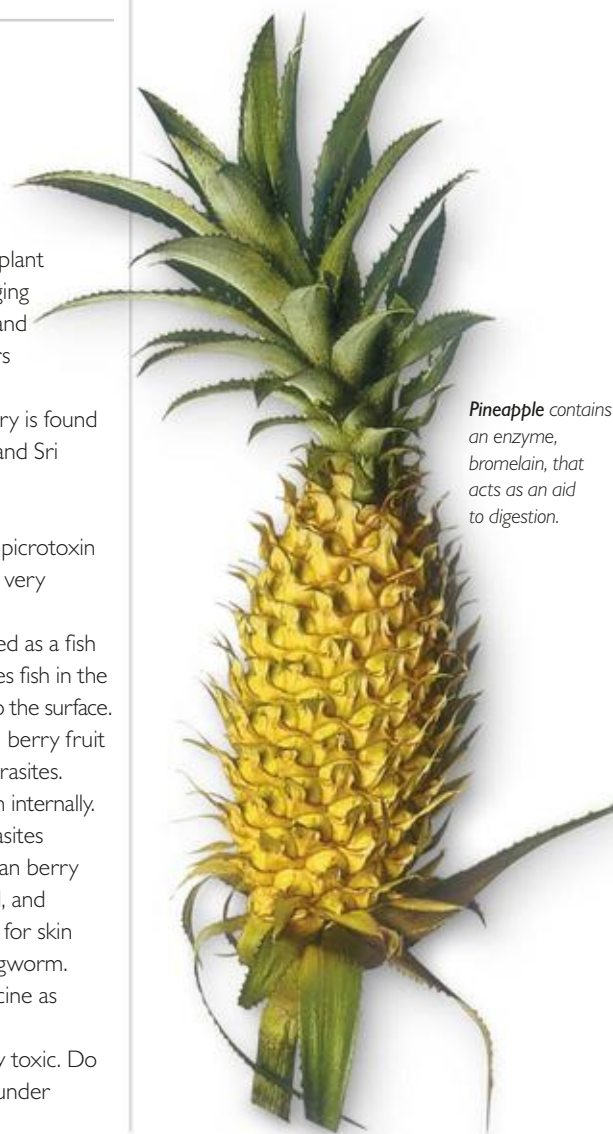 plant
ging
and
rs
ry is found
and Sri
picrotoxin
very
ed as a fish
es fish in the
o the surface.
berry fruit
rasites.
n internally.
asites
an berry
, and
for skin
gworm.
cine as
y toxic. Do
under
Pineapple contains
an enzyme,
bromelain, that
acts as an aid
to digestion.